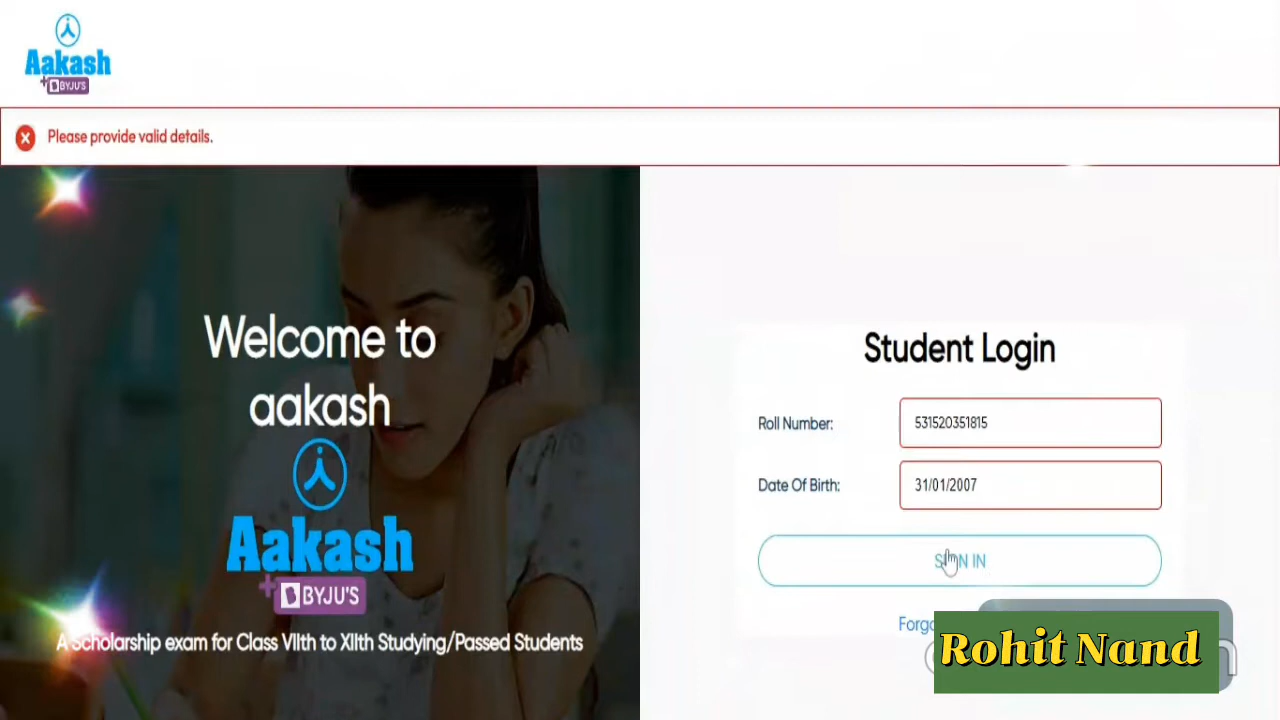 Aakash
+ BYJU'S
Please provide valid details.
Welcome to
aakash
Aakash
+ BYJU'S
A Scholarship exam for Class VIIth to XIIth Studying/Passed Students
Student Login
Roll Number:
531520351815
Date Of Birth:
31/01/2007
SIGN IN
Rohit Nand